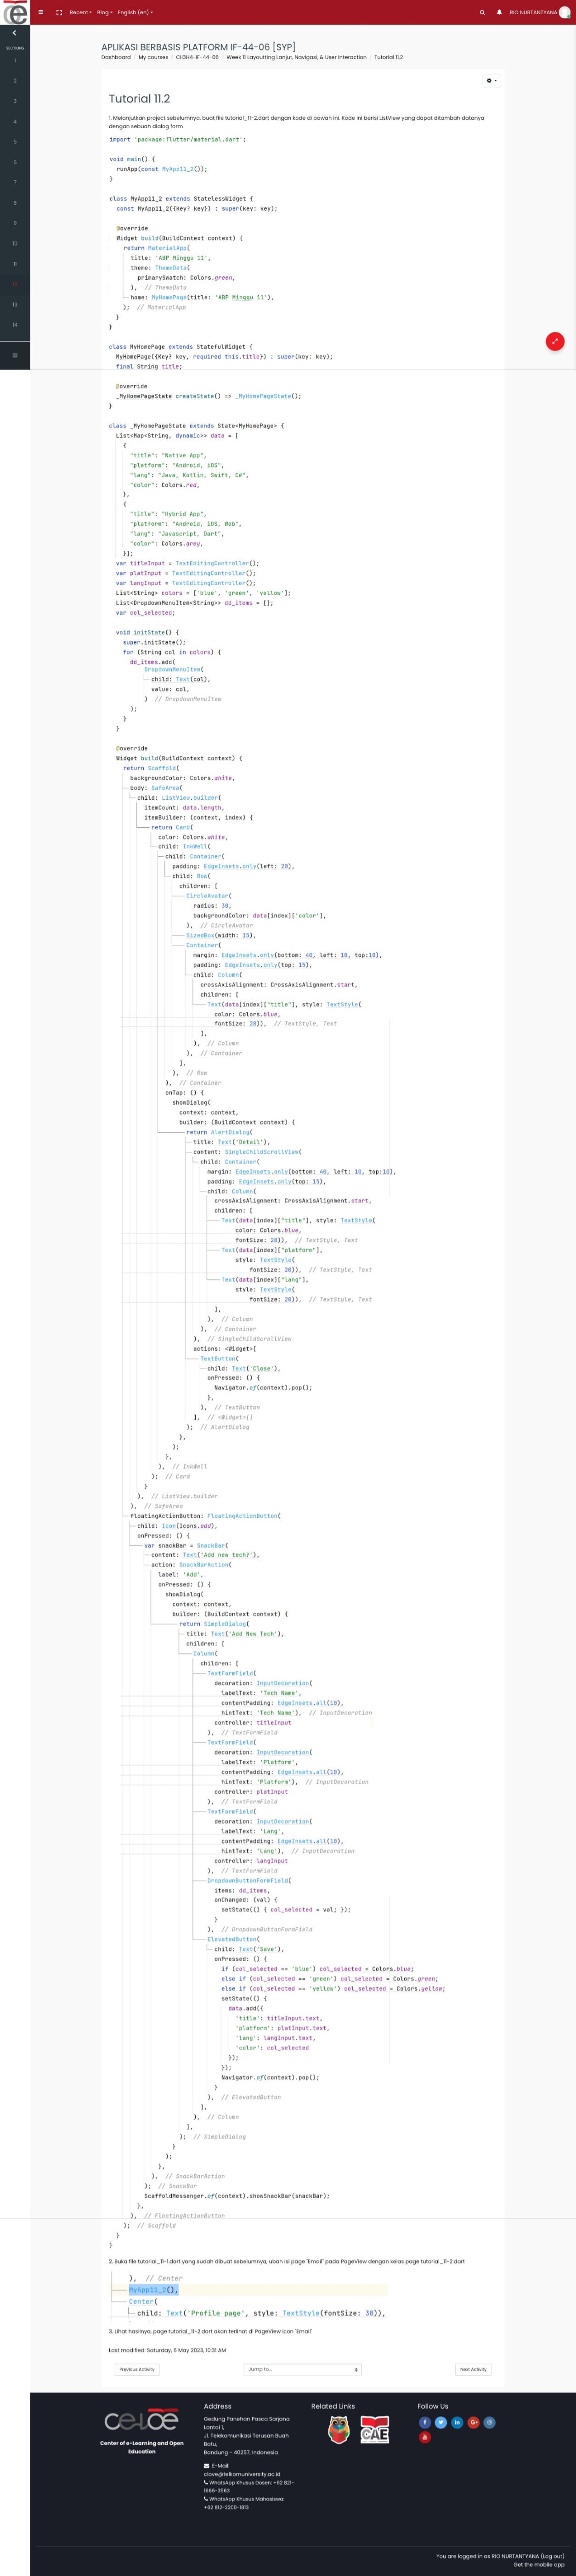 Recent
Blog
English (en)
RIO NURTANTYANA
SECTIONS
1
2
3
4
5
6
7
8
9
10
11
12
13
14
APLIKASI BERBASIS PLATFORM IF-44-06 [SYP]
Dashboard / My courses / CII3H4-IF-44-06 / Week 11 Layoutting Lanjut, Navigasi, & User Interaction / Tutorial 11.2
Tutorial 11.2
1. Melanjutkan project sebelumnya, buat file tutorial_11-2.dart dengan kode di bawah ini. Kode ini berisi ListView yang dapat ditambah datanya
dengan sebuah dialog form
import 'package:flutter/material.dart';
void main() {
runApp(const MyApp11_2());
}
class MyApp11_2 extends StatelessWidget {
const MyApp11_2({Key? key}) : super(key: key);
@override
Widget build(BuildContext context) {
return MaterialApp(
title: 'ABP Minggu 11',
theme: ThemeData(
primarySwatch: Colors.green,
), // ThemeData
home: MyHomePage(title: 'ABP Minggu 11'),
); // MaterialApp
}
}
class MyHomePage extends StatefulWidget {
MyHomePage({Key? key, required this.title}) : super(key: key);
final String title;
@override
_MyHomePageState createState() => _MyHomePageState();
}
class _MyHomePageState extends State<MyHomePage> {
List<Map<String, dynamic>> data = [
{
"title": "Native App",
"platform": "Android, iOS",
"lang": "Java, Kotlin, Swift, C#",
"color": Colors.red,
},
{
"title": "Hybrid App",
"platform": "Android, iOS, Web",
"lang": "Javascript, Dart",
"color": Colors.grey,
}];
var titleInput = TextEditingController();
var platInput = TextEditingController();
var langInput = TextEditingController();
List<String> colors = ['blue', 'green', 'yellow'];
List<DropdownMenuItem<String>> dd_items = [];
var col_selected;
void initState() {
super.initState();
for (String col in colors) {
dd_items.add(
DropdownMenuItem(
child: Text(col),
value: col,
) // DropdownMenuItem
);
}
}
@override
Widget build(BuildContext context) {
return Scaffold(
backgroundColor: Colors.white,
body: SafeArea(
child: ListView.builder(
itemCount: data.length,
itemBuilder: (context, index) {
return Card(
color: Colors.white,
child: InkWell(
child: Container(
padding: EdgeInsets.only(left: 20),
child: Row(
children: [
CircleAvatar(
radius: 30,
backgroundColor: data[index]['color'],
), // CircleAvatar
SizedBox(width: 15),
Container(
margin: EdgeInsets.only(bottom: 40, left: 10, top:10),
padding: EdgeInsets.only(top: 15),
child: Column(
crossAxisAlignment: CrossAxisAlignment.start,
children: [
Text(data[index]["title"], style: TextStyle(
color: Colors.blue,
fontSize: 28)), // TextStyle, Text
],
), // Column
), // Container
],
), // Row
), // Container
onTap: () {
showDialog(
context: context,
builder: (BuildContext context) {
return AlertDialog(
title: Text('Detail'),
content: SingleChildScrollView(
child: Container(
margin: EdgeInsets.only(bottom: 40, left: 10, top:10),
padding: EdgeInsets.only(top: 15),
child: Column(
crossAxisAlignment: CrossAxisAlignment.start,
children: [
Text(data[index]["title"], style: TextStyle(
color: Colors.blue,
fontSize: 28)), // TextStyle, Text
Text(data[index]["platform"],
style: TextStyle(
fontSize: 20)), // TextStyle, Text
Text(data[index]["lang"],
style: TextStyle(
fontSize: 20)), // TextStyle, Text
],
), // Column
), // Container
), // SingleChildScrollView
actions: <Widget>[
TextButton(
child: Text('Close'),
onPressed: () {
Navigator.of(context).pop();
},
), // TextButton
], // <Widget>[]
); // AlertDialog
},
);
},
), // InkWell
); // Card
}
), // ListView.builder
), // SafeArea
floatingActionButton: FloatingActionButton(
child: Icon(Icons.add),
onPressed: () {
var snackBar = SnackBar(
content: Text('Add new tech?'),
action: SnackBarAction(
label: 'Add',
onPressed: () {
showDialog(
context: context,
builder: (BuildContext context) {
return SimpleDialog(
title: Text('Add New Tech'),
children: [
Column(
children: [
TextFormField(
decoration: InputDecoration(
labelText: 'Tech Name',
contentPadding: EdgeInsets.all(10),
hintText: 'Tech Name'), // InputDecoration
controller: titleInput
), // TextFormField
TextFormField(
decoration: InputDecoration(
labelText: 'Platform',
contentPadding: EdgeInsets.all(10),
hintText: 'Platform'), // InputDecoration
controller: platInput
), // TextFormField
TextFormField(
decoration: InputDecoration(
labelText: 'Lang',
contentPadding: EdgeInsets.all(10),
hintText: 'Lang'), // InputDecoration
controller: langInput
), // TextFormField
DropdownButtonFormField(
items: dd_items,
onChanged: (val) {
setState(() { col_selected = val; });
}
), // DropdownButtonFormField
ElevatedButton(
child: Text('Save'),
onPressed: () {
if (col_selected == 'blue') col_selected = Colors.blue;
else if (col_selected == 'green') col_selected = Colors.green;
else if (col_selected == 'yellow') col_selected = Colors.yellow;
setState(() {
data.add({
'title': titleInput.text,
'platform': platInput.text,
'lang': langInput.text,
'color': col_selected
});
});
Navigator.of(context).pop();
}
), // ElevatedButton
],
), // Column
],
); // SimpleDialog
}
);
},
), // SnackBarAction
); // SnackBar
ScaffoldMessenger.of(context).showSnackBar(snackBar);
},
), // FloatingActionButton
); // Scaffold
}
}
2. Buka file tutorial_11-1.dart yang sudah dibuat sebelumnya, ubah isi page "Email" pada PageView dengan kelas page tutorial_11-2.dart
), // Center
MyApp11_2(),
Center(
child: Text('Profile page', style: TextStyle(fontSize: 30)),
3. Lihat hasilnya, page tutorial_11-2.dart akan terlihat di PageView icon "Email"
Last modified: Saturday, 6 May 2023, 10:31 AM
Previous Activity
Jump to...
Next Activity
celoe
Center of e-Learning and Open
Education
Address
Gedung Panehan Pasca Sarjana
Lantai 1,
Jl. Telekomunikasi Terusan Buah
Batu,
Bandung - 40257, Indonesia
E-Mail:
clove@telkomuniversity.ac.id
WhatsApp Khusus Dosen: +62 821-
1666-3563
WhatsApp Khusus Mahasiswa:
+62 812-2200-1813
Related Links
CAE
Follow Us
You are logged in as RIO NURTANTYANA (Log out)
Get the mobile app